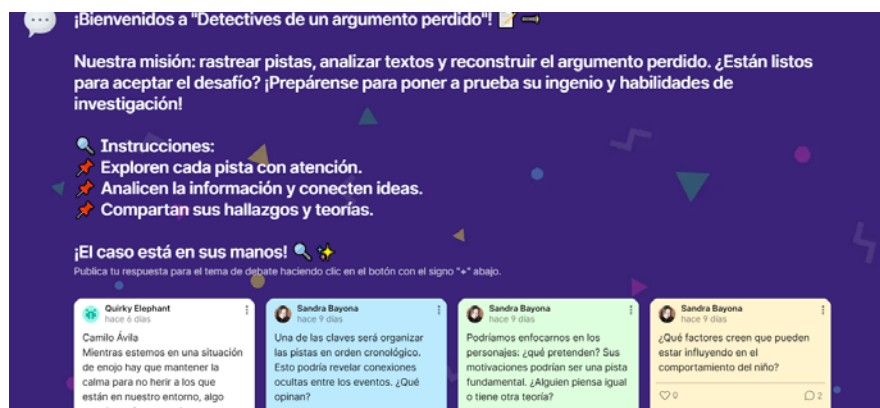 ¡Bienvenidos a "Detectives de un argumento perdido"!
Nuestra misión: rastrear pistas, analizar textos y reconstruir el argumento perdido. ¿Están listos
para aceptar el desafío? ¡Prepárense para poner a prueba su ingenio y habilidades de
investigación!
Instrucciones:
Exploren cada pista con atención.
Analicen la información y conecten ideas.
Compartan sus hallazgos y teorías.
¡El caso está en sus manos!
Publica tu respuesta para el tema de debate haciendo clic en el botón con el signo "+" abajo.
Quirky Elephant
hace 6 días
Camilo Ávila
Mientras estemos en una situación
de enojo hay que mantener la
calma para no herir a los que
están en nuestro entorno, algo
Sandra Bayona
hace 9 días
Una de las claves será organizar
las pistas en orden cronológico.
Esto podría revelar conexiones
ocultas entre los eventos. ¿Qué
opinan?
Sandra Bayona
hace 9 días
Podríamos enfocarnos en los
personajes: ¿qué pretenden? Sus
motivaciones podrían ser una pista
fundamental. ¿Alguien piensa igual
o tiene otra teoría?
Sandra Bayona
hace 9 días
¿Qué factores creen que pueden
estar influyendo en el
comportamiento del niño?
0
2